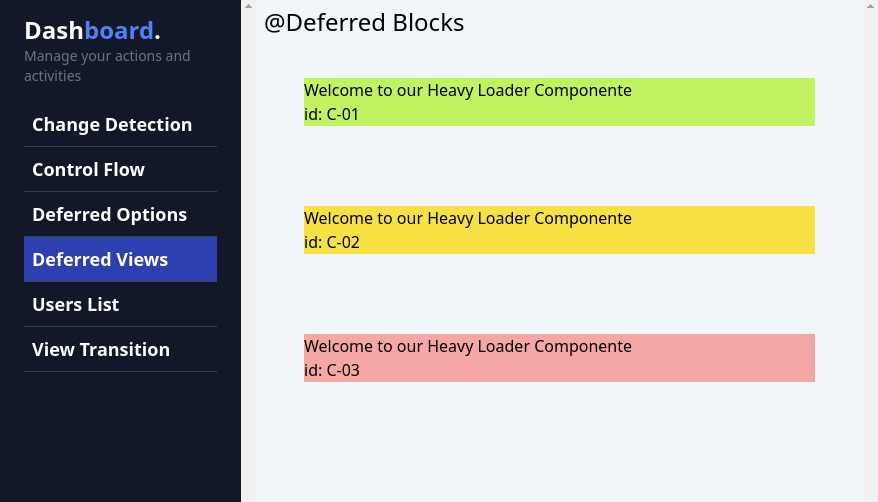 Dashboard.
Manage your actions and
activities
Change Detection
Control Flow
Deferred Options
Deferred Views
Users List
View Transition
@Deferred Blocks
Welcome to our Heavy Loader Componente
id: C-01
Welcome to our Heavy Loader Componente
id: C-02
Welcome to our Heavy Loader Componente
id: C-03